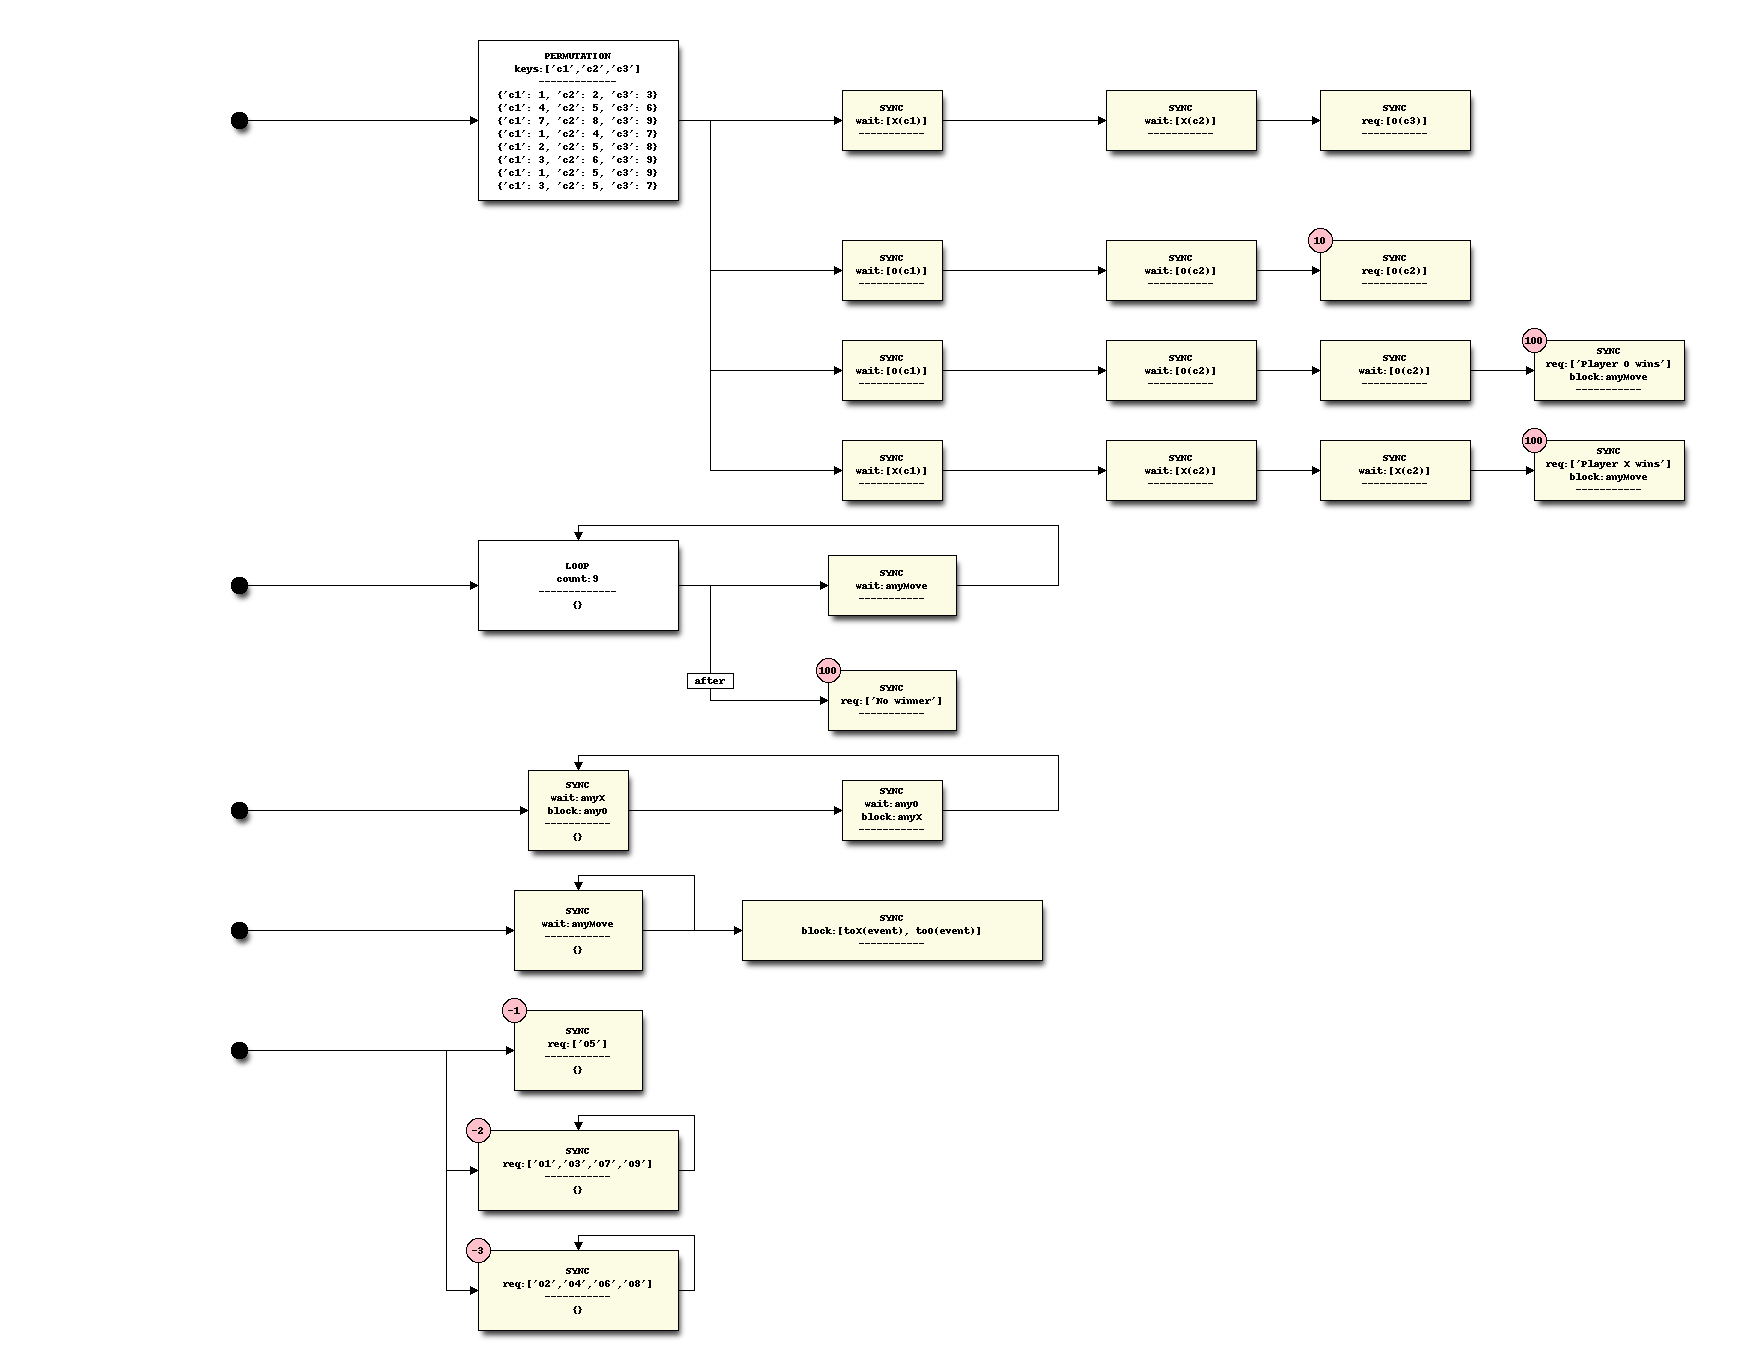 PERMUTATION
keys:['c1','c2','c3']
-------------
{'c1': 1, 'c2': 2, 'c3': 3}
{'c1': 4, 'c2': 5, 'c3': 6}
{'c1': 7, 'c2': 8, 'c3': 9}
{'c1': 1, 'c2': 4, 'c3': 7}
{'c1': 2, 'c2': 5, 'c3': 8}
{'c1': 3, 'c2': 6, 'c3': 9}
{'c1': 1, 'c2': 5, 'c3': 9}
{'c1': 3, 'c2': 5, 'c3': 7}
SYNC
wait:[X(c1)]
-----------
SYNC
wait:[X(c2)]
-----------
SYNC
req:[O(c3)]
-----------
SYNC
wait:[O(c1)]
-----------
SYNC
wait:[O(c2)]
-----------
10
SYNC
req:[O(c2)]
-----------
SYNC
wait:[O(c1)]
-----------
SYNC
wait:[O(c2)]
-----------
SYNC
wait:[O(c2)]
-----------
100
SYNC
req:['Player O wins']
block:anyMove
-----------
SYNC
wait:[X(c1)]
-----------
SYNC
wait:[X(c2)]
-----------
SYNC
wait:[X(c2)]
-----------
100
SYNC
req:['Player X wins']
block:anyMove
-----------
LOOP
count:9
-------------
{}
SYNC
wait:anyMove
-----------
after
100
SYNC
req:['No winner']
-----------
SYNC
wait:anyX
block:anyO
-----------
{}
SYNC
wait:anyO
block:anyX
-----------
SYNC
wait:anyMove
-----------
{}
SYNC
block:[toX(event), toO(event)]
-----------
-1
SYNC
req:['O5']
-----------
{}
-2
SYNC
req:['O1','O3','O7','O9']
-----------
{}
-3
SYNC
req:['O2','O4','O6','O8']
-----------
{}